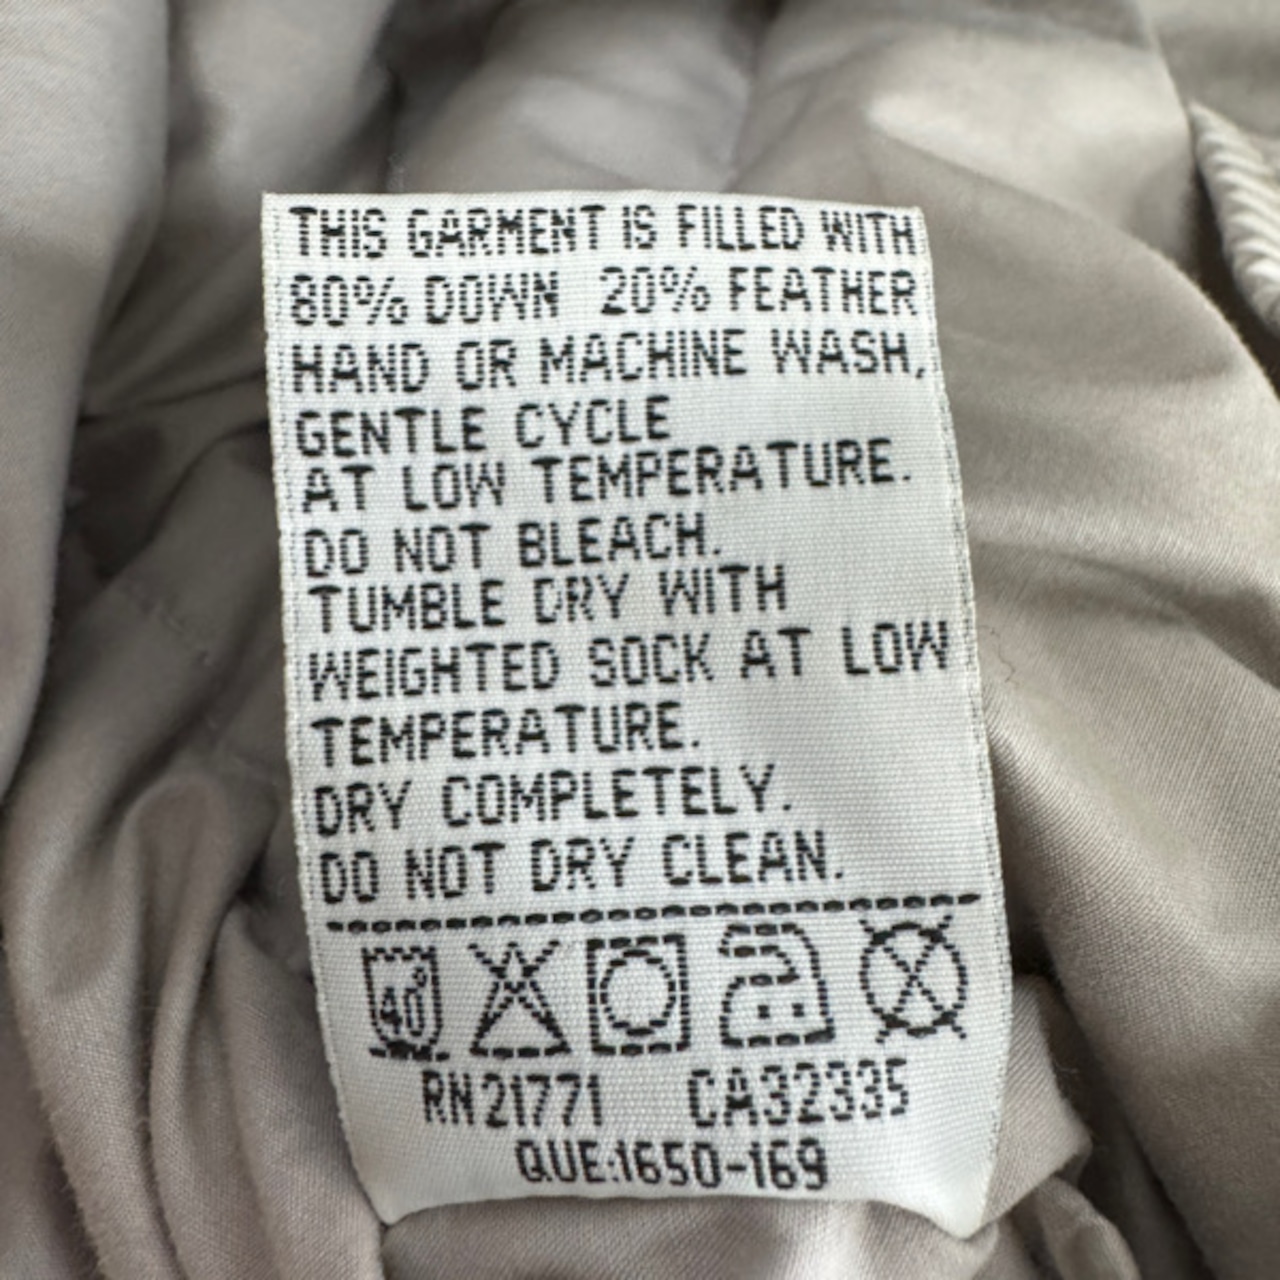 THIS GARMENT IS FILLED WITH
80% DOWN 20% FEATHER
HAND OR MACHINE WASH,
GENTLE CYCLE
AT LOW TEMPERATURE.
DO NOT BLEACH.
TUMBLE DRY WITH
WEIGHTED SOCK AT LOW
TEMPERATURE.
DRY COMPLETELY.
DO NOT DRY CLEAN.
40°
RN21771 CA32335
QUE:1650-169